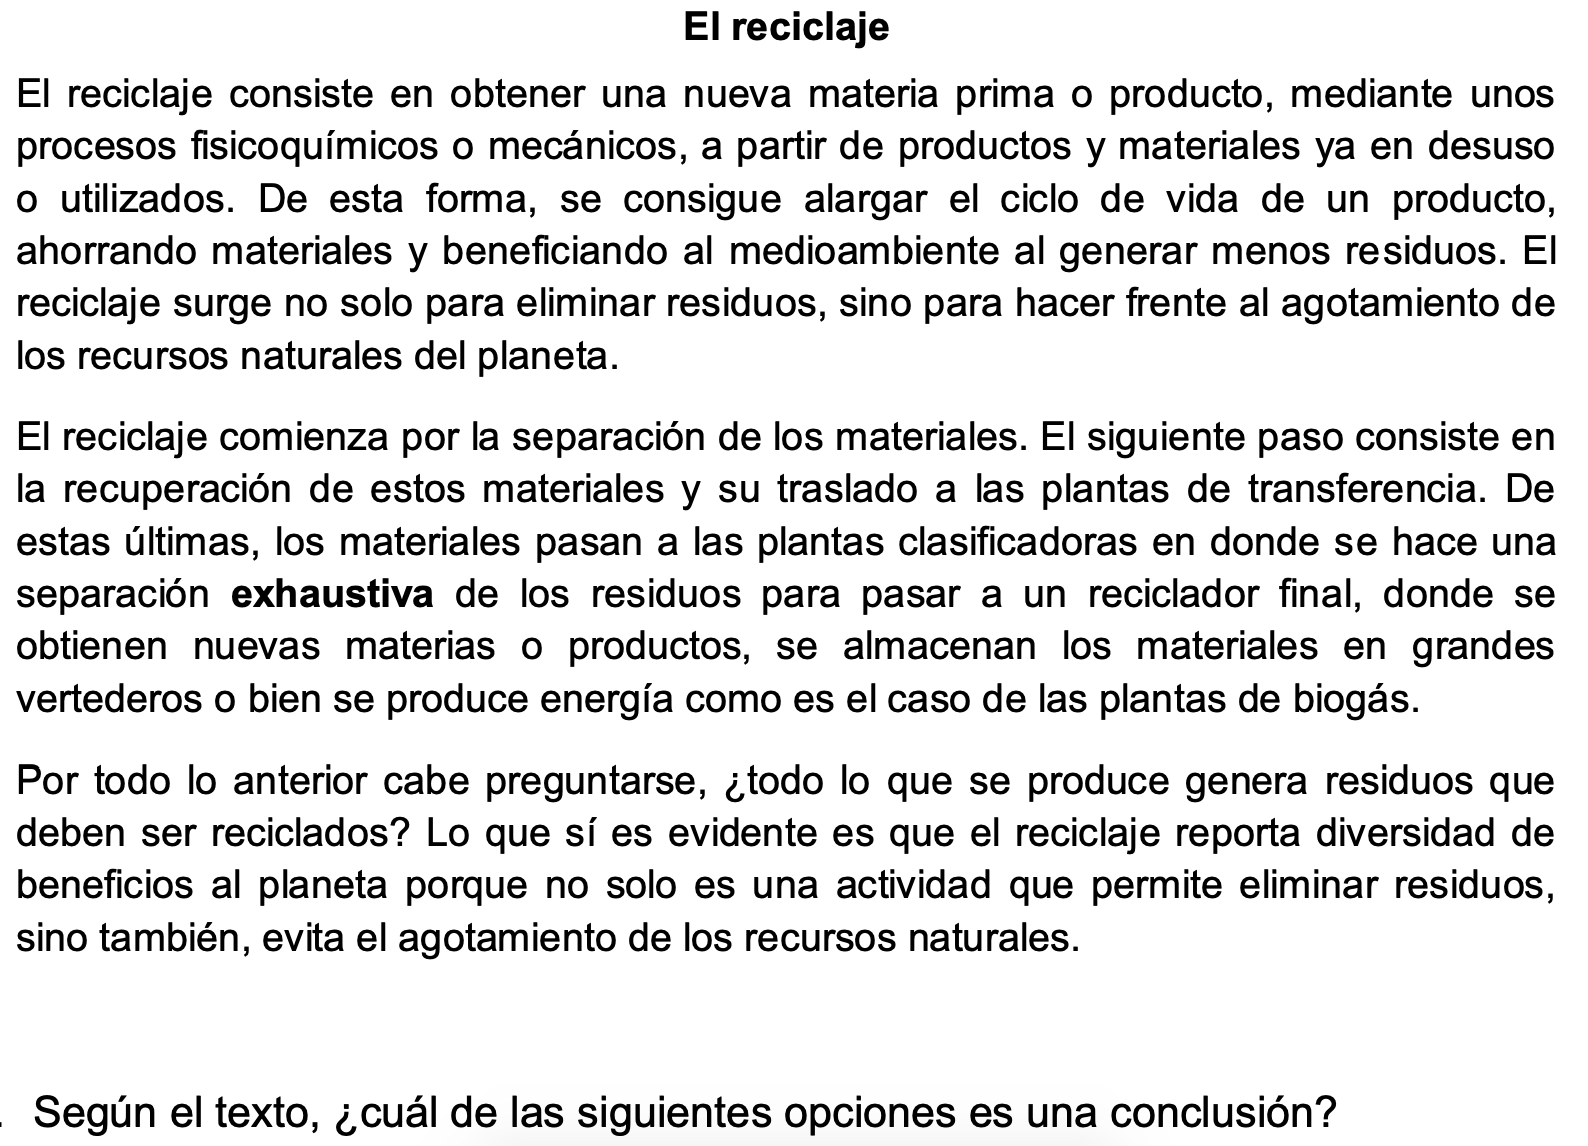 El reciclaje
El reciclaje consiste en obtener una nueva materia prima o producto, mediante unos
procesos fisicoquímicos o mecánicos, a partir de productos y materiales ya en desuso
o utilizados. De esta forma, se consigue alargar el ciclo de vida de un producto,
ahorrando materiales y beneficiando al medioambiente al generar menos residuos. El
reciclaje surge no solo para eliminar residuos, sino para hacer frente al agotamiento de
los recursos naturales del planeta.
El reciclaje comienza por la separación de los materiales. El siguiente paso consiste en
la recuperación de estos materiales y su traslado a las plantas de transferencia. De
estas últimas, los materiales pasan a las plantas clasificadoras en donde se hace una
separación exhaustiva de los residuos para pasar a un reciclador final, donde se
obtienen nuevas materias o productos, se almacenan los materiales en grandes
vertederos o bien se produce energía como es el caso de las plantas de biogás.
Por todo lo anterior cabe preguntarse, ¿todo lo que se produce genera residuos que
deben ser reciclados? Lo que sí es evidente es que el reciclaje reporta diversidad de
beneficios al planeta porque no solo es una actividad que permite eliminar residuos,
sino también, evita el agotamiento de los recursos naturales.
. Según el texto, ¿cuál de las siguientes opciones es una conclusión?